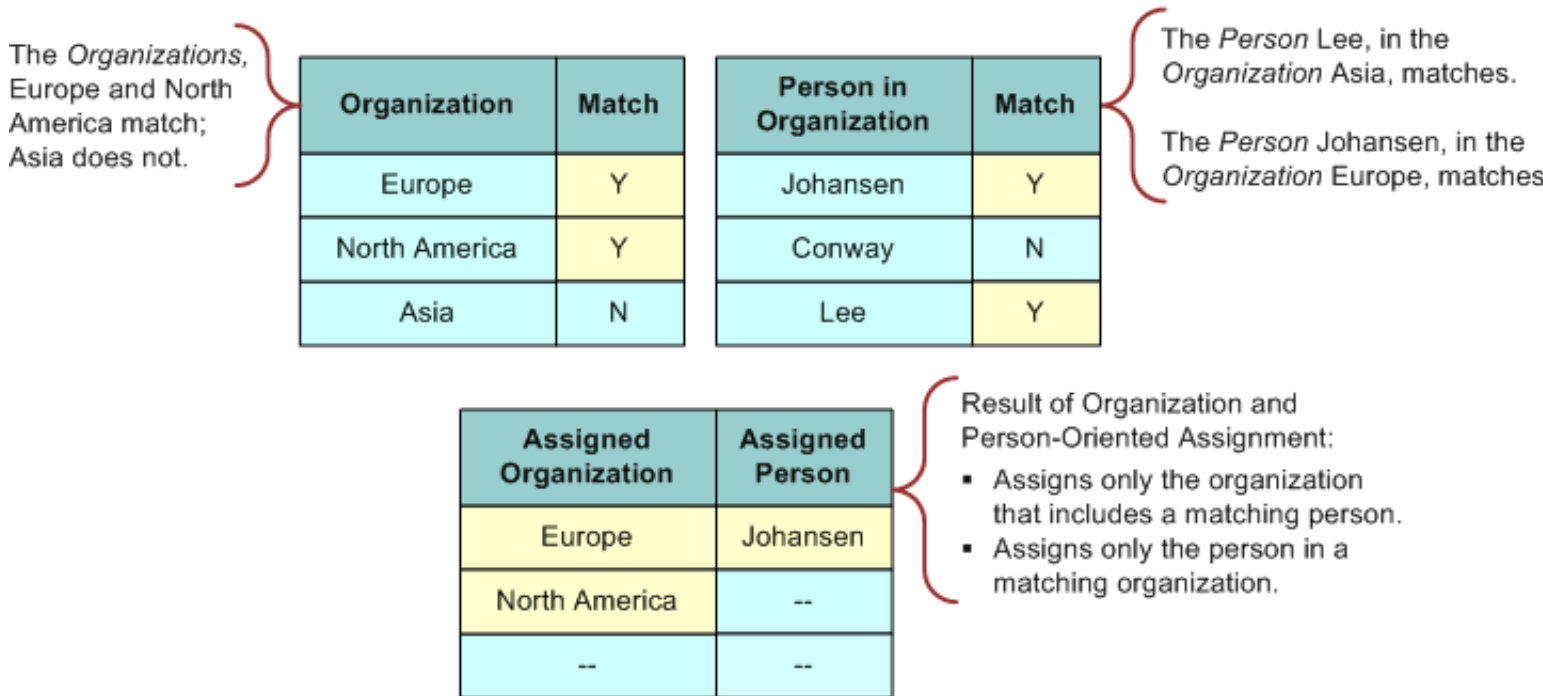 The Organizations,
Europe and North
America match;
Asia does not.
Organization Match
Europe Y
North America Y
Asia N
Person in
Organization Match
Johansen Y
Conway N
Lee Y
The Person Lee, in the
Organization Asia, matches.
The Person Johansen, in the
Organization Europe, matches
Assigned
Organization
Assigned
Person
Europe Johansen
North America --
-- --
Result of Organization and
Person-Oriented Assignment:
▪ Assigns only the organization
that includes a matching person.
▪ Assigns only the person in a
matching organization.